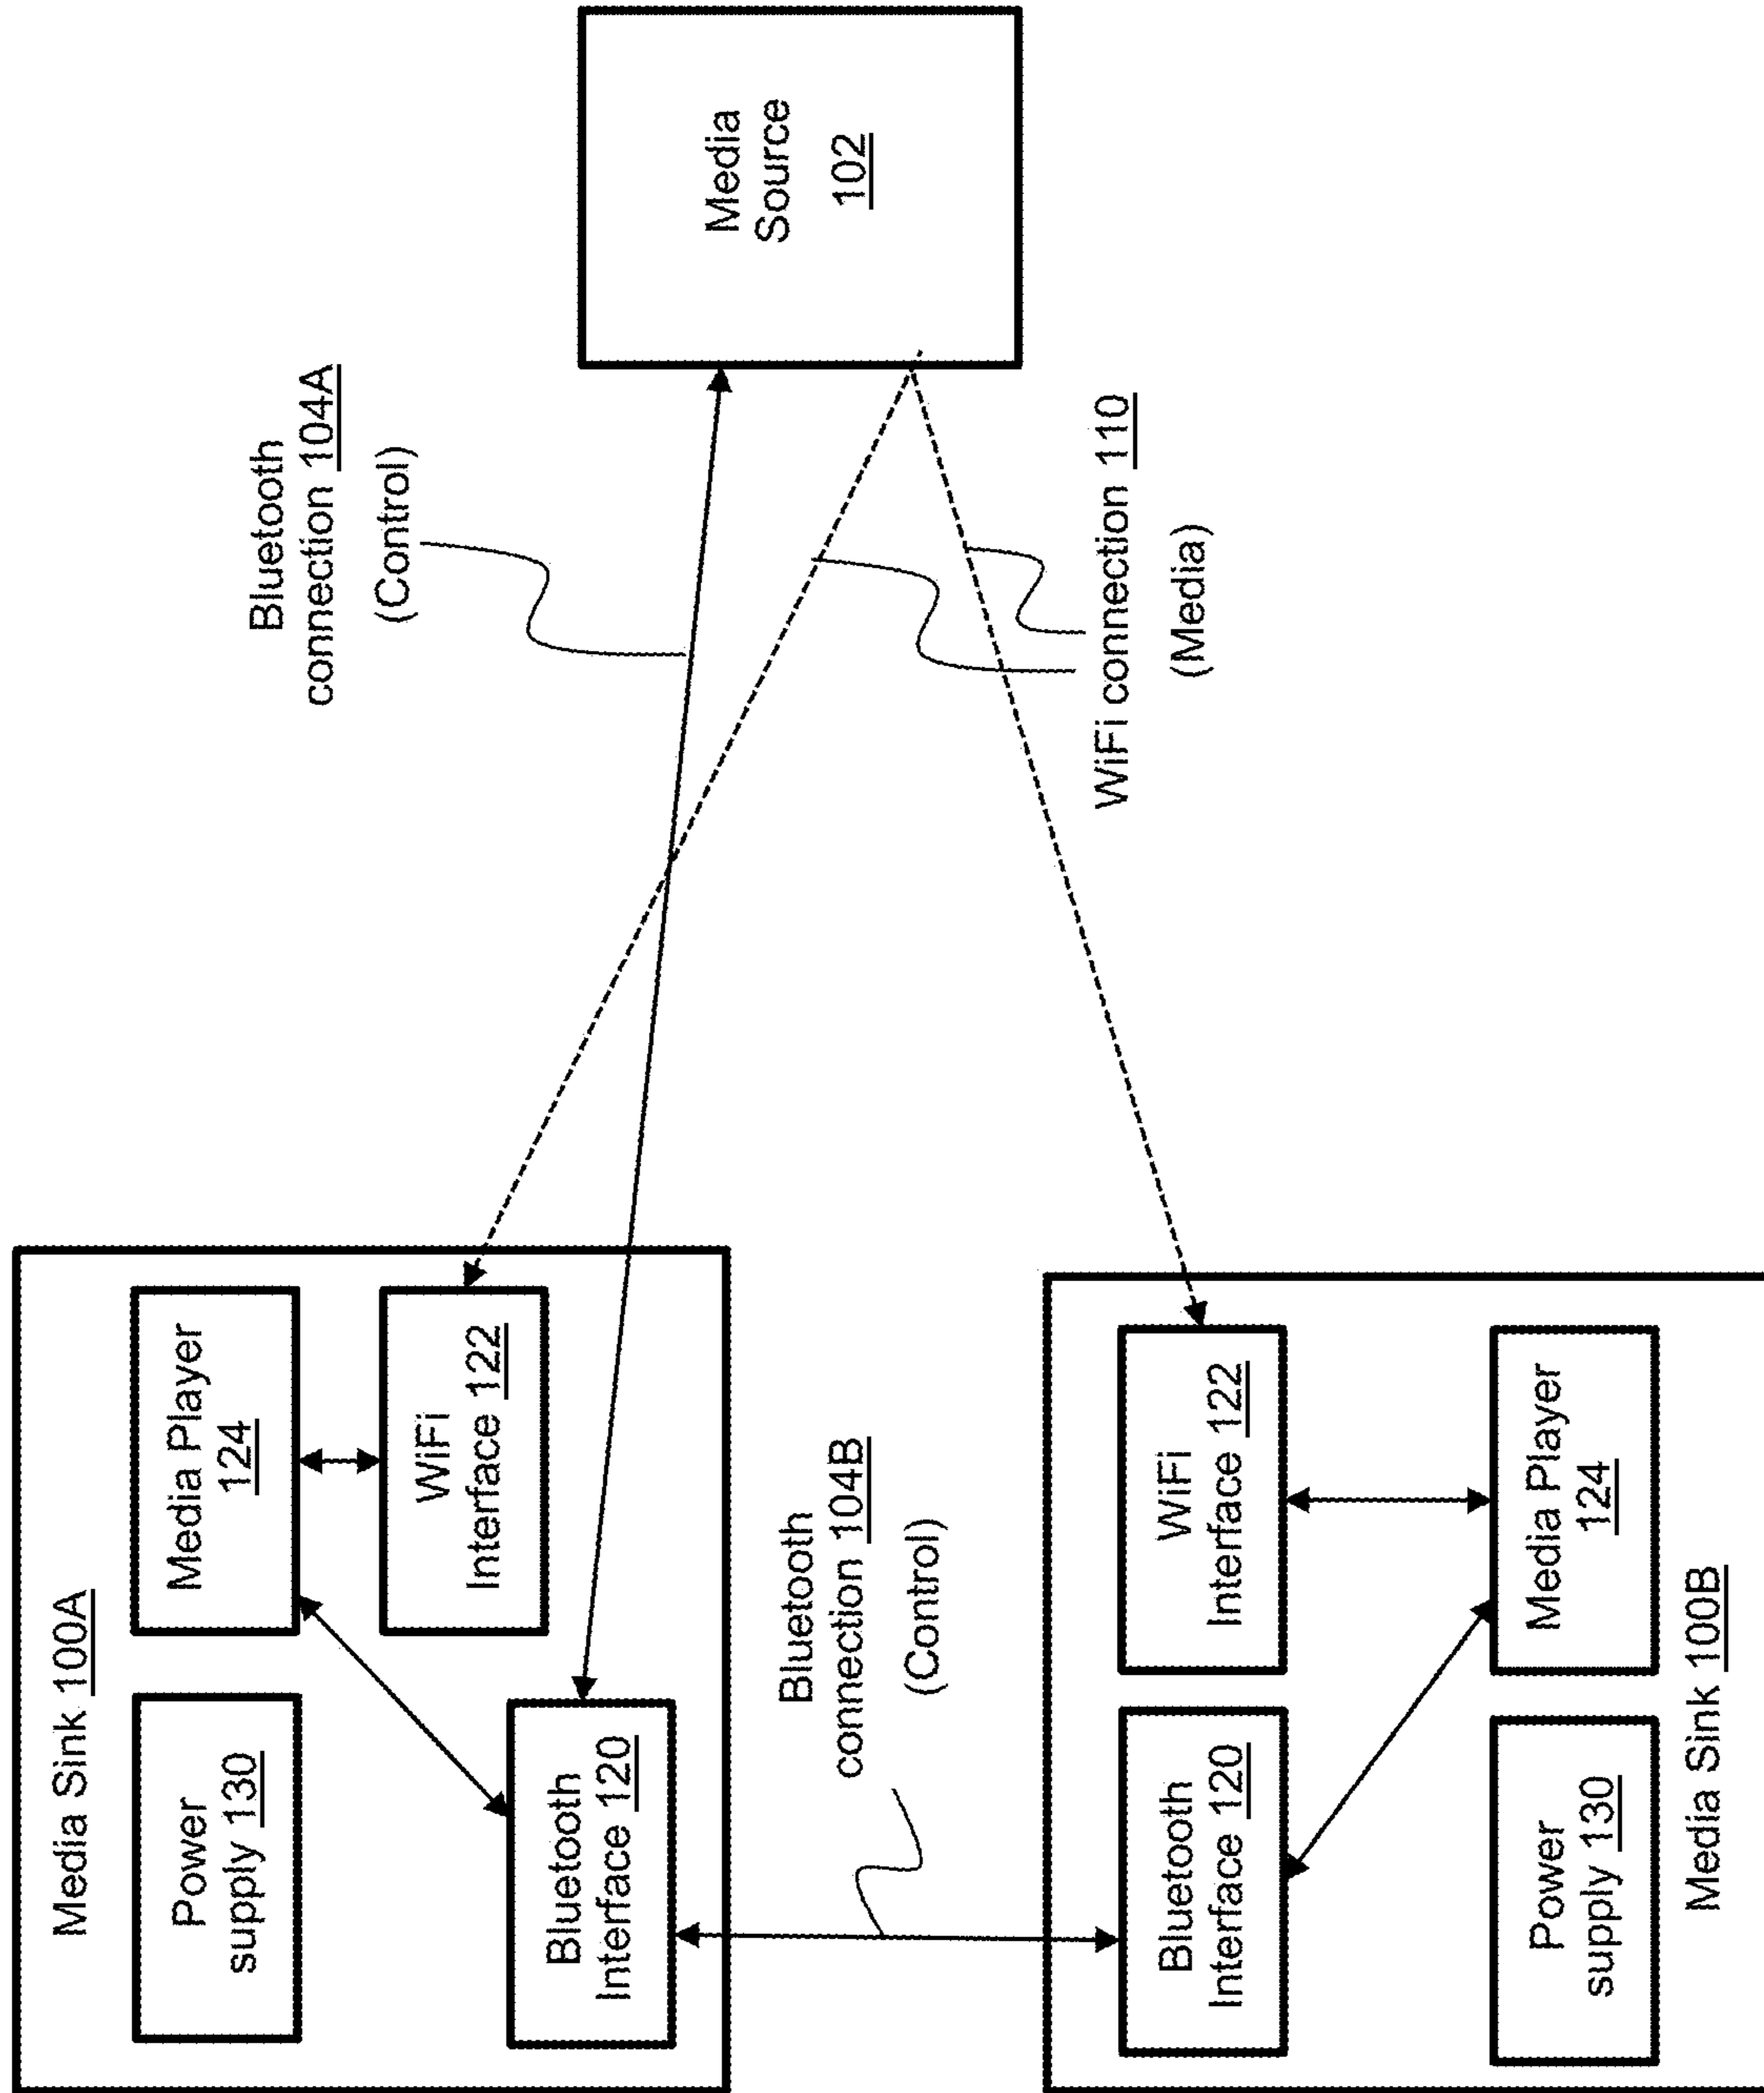 Media Sink 100A
Power
supply 130
Media Player
124
Bluetooth
Interface 120
WiFi
Interface 122
Bluetooth
connection 104A
(Control)
Media
Source
102
Bluetooth
connection 104B
(Control)
WiFi connection 110
(Media)
Bluetooth
Interface 120
WiFi
Interface 122
Power
supply 130
Media Player
124
Media Sink 100B